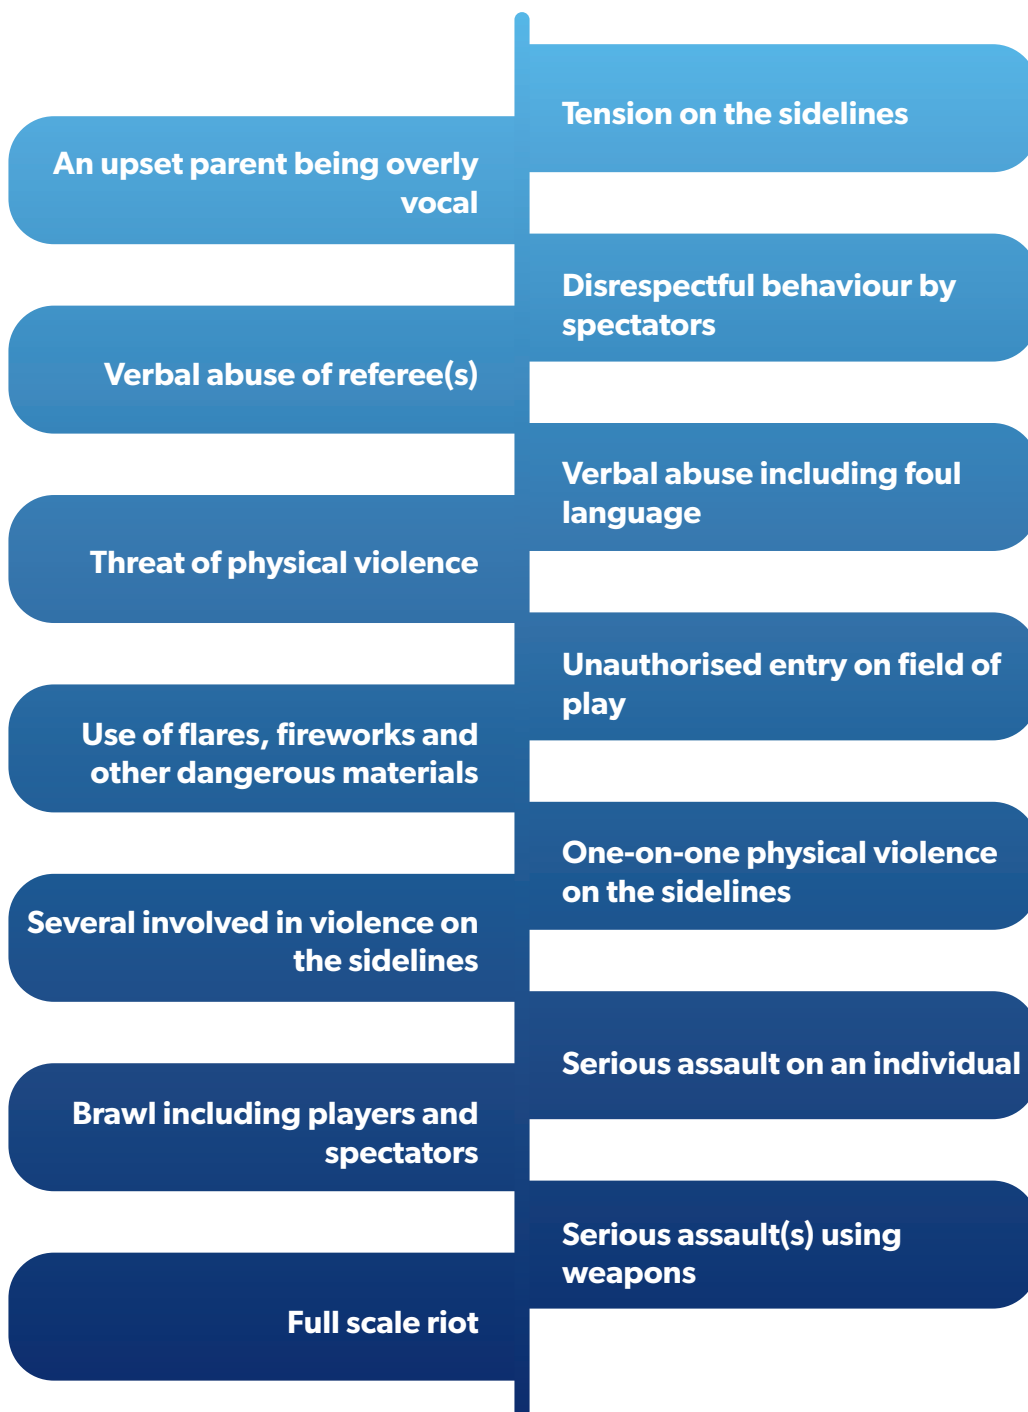 Tension on the sidelines
An upset parent being overly
vocal
Disrespectful behaviour by
spectators
Verbal abuse of referee(s)
Verbal abuse including foul
language
Threat of physical violence
Unauthorised entry on field of
play
Use of flares, fireworks and
other dangerous materials
One-on-one physical violence
on the sidelines
Several involved in violence on
the sidelines
Serious assault on an individual
Brawl including players and
spectators
Serious assault(s) using
weapons
Full scale riot